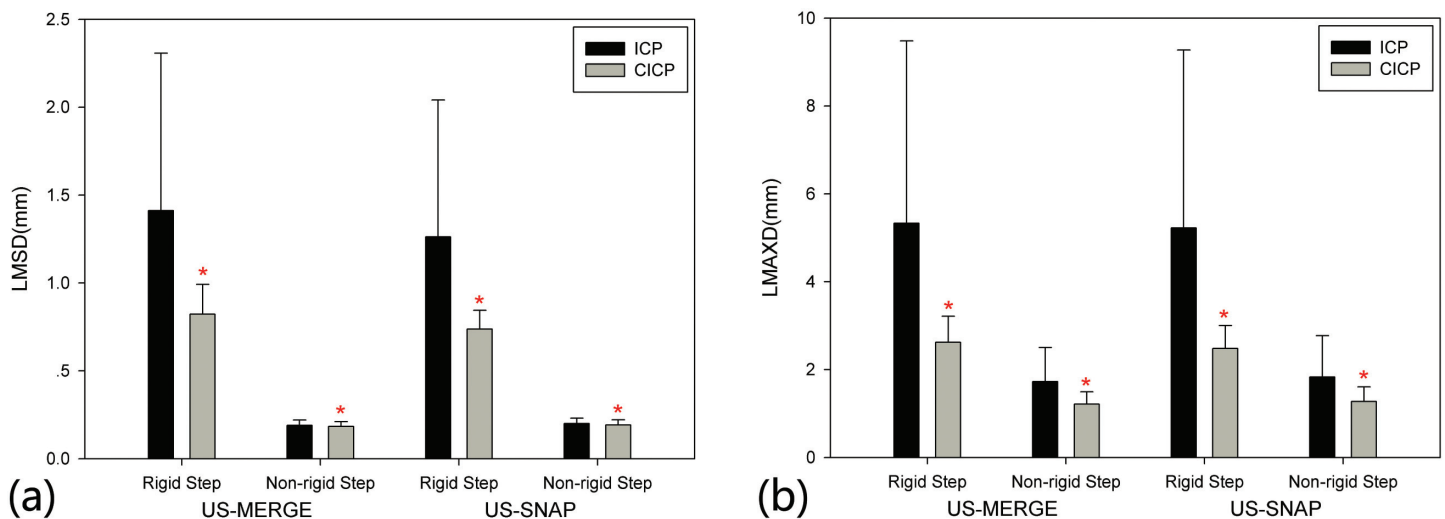 2.5
2.0
1.5
1.0
.5
0.0
LMSD(mm)
ICP
CICP
*
*
*
*
Rigid Step Non-rigid Step Rigid Step Non-rigid Step
US-MERGE US-SNAP
(a)
10
8
6
4
2
0
LMAXD(mm)
ICP
CICP
*
*
*
*
Rigid Step Non-rigid Step Rigid Step Non-rigid Step
US-MERGE US-SNAP
(b)